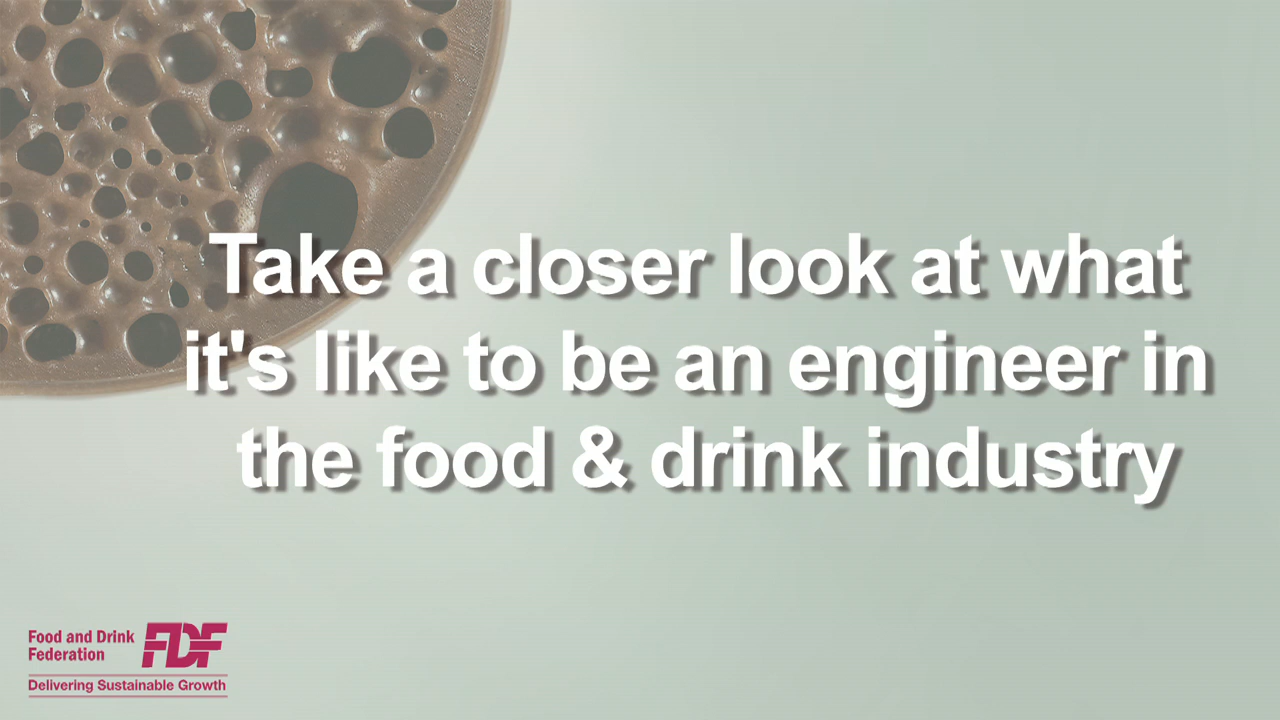 Take a closer look at what
it's like to be an engineer in
the food & drink industry
Food and Drink
Federation
FDF
Delivering Sustainable Growth